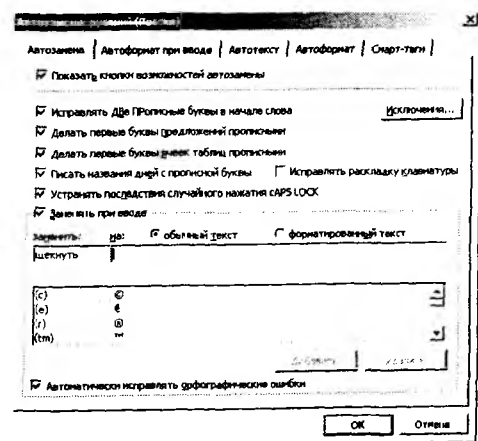 Автозамена Автоформат при вводе Автотекст Автоформат Смарт-теги
Показать кнопки возможностей автозамены
Исправлять ДВе ПРописные буквы в начале слова Исключения...
Делать первые буквы предложений прописными
Делать первые буквы ячеек таблиц прописными
Писать названия дней с прописной буквы Исправлять раскладку клавиатуры
Устранять последствия случайного нажатия cAPS LOCK
Заменять при вводе
заменить: на: обычный текст форматированный текст
щекнуть
(c) ©
(e) €
(r) ®
(tm) ™
Автоматически исправлять орфографические ошибки
ОК Отмена